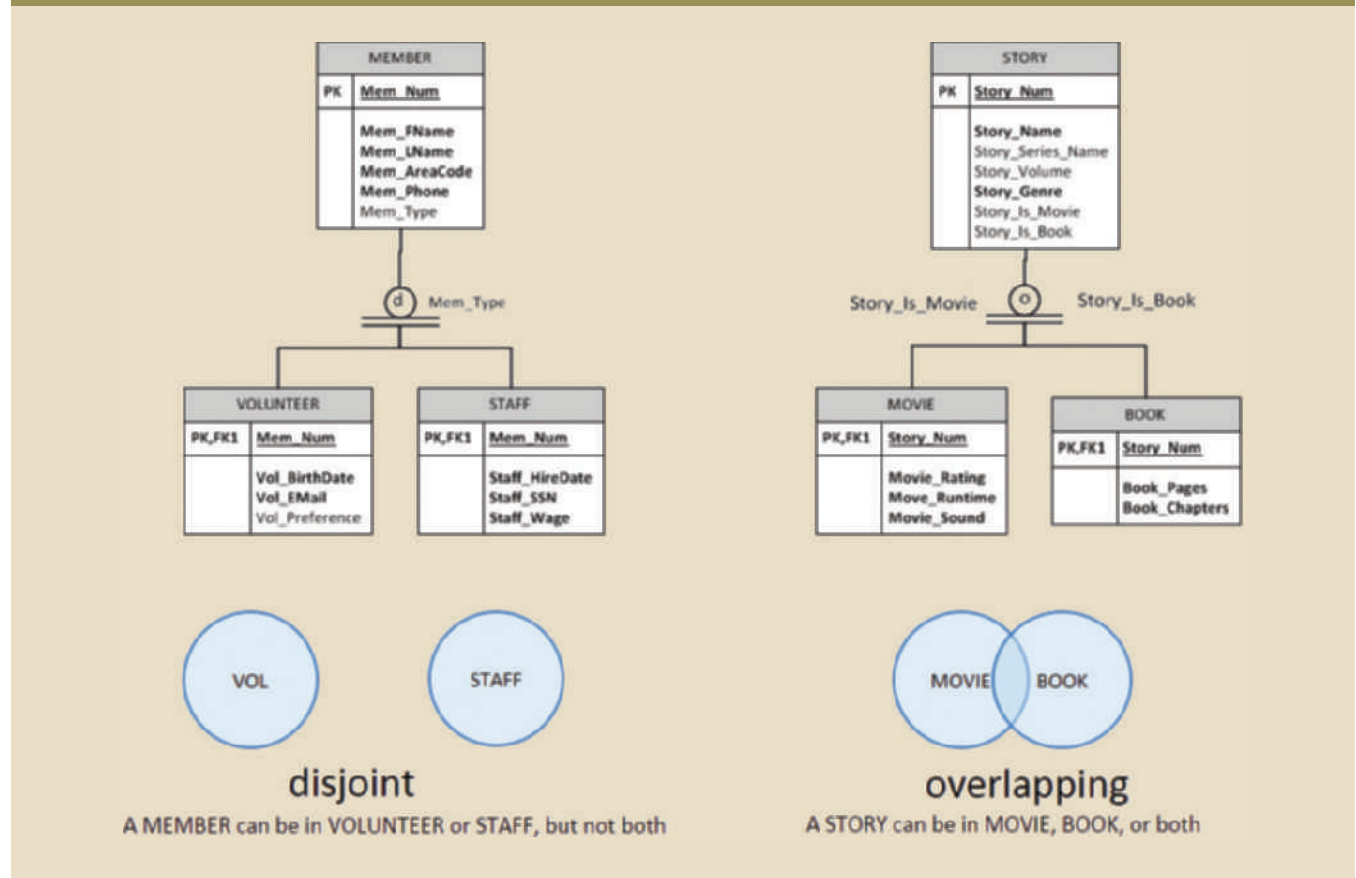 MEMBER
PK Mem_Num
Mem_FName
Mem_LName
Mem_AreaCode
Mem_Phone
Mem_Type
d Mem_Type
VOLUNTEER
PK,FK1 Mem_Num
Vol_BirthDate
Vol_EMail
Vol_Preference
STAFF
PK,FK1 Mem_Num
Staff_HireDate
Staff_SSN
Staff_Wage
VOL
STAFF
disjoint
A MEMBER can be in VOLUNTEER or STAFF, but not both
STORY
PK Story_Num
Story_Name
Story_Series_Name
Story_Volume
Story_Genre
Story_Is_Movie
Story_Is_Book
Story_Is_Movie o Story_Is_Book
MOVIE
PK,FK1 Story_Num
Movie_Rating
Move_Runtime
Movie_Sound
BOOK
PK,FK1 Story_Num
Book_Pages
Book_Chapters
MOVIE
BOOK
overlapping
A STORY can be in MOVIE, BOOK, or both